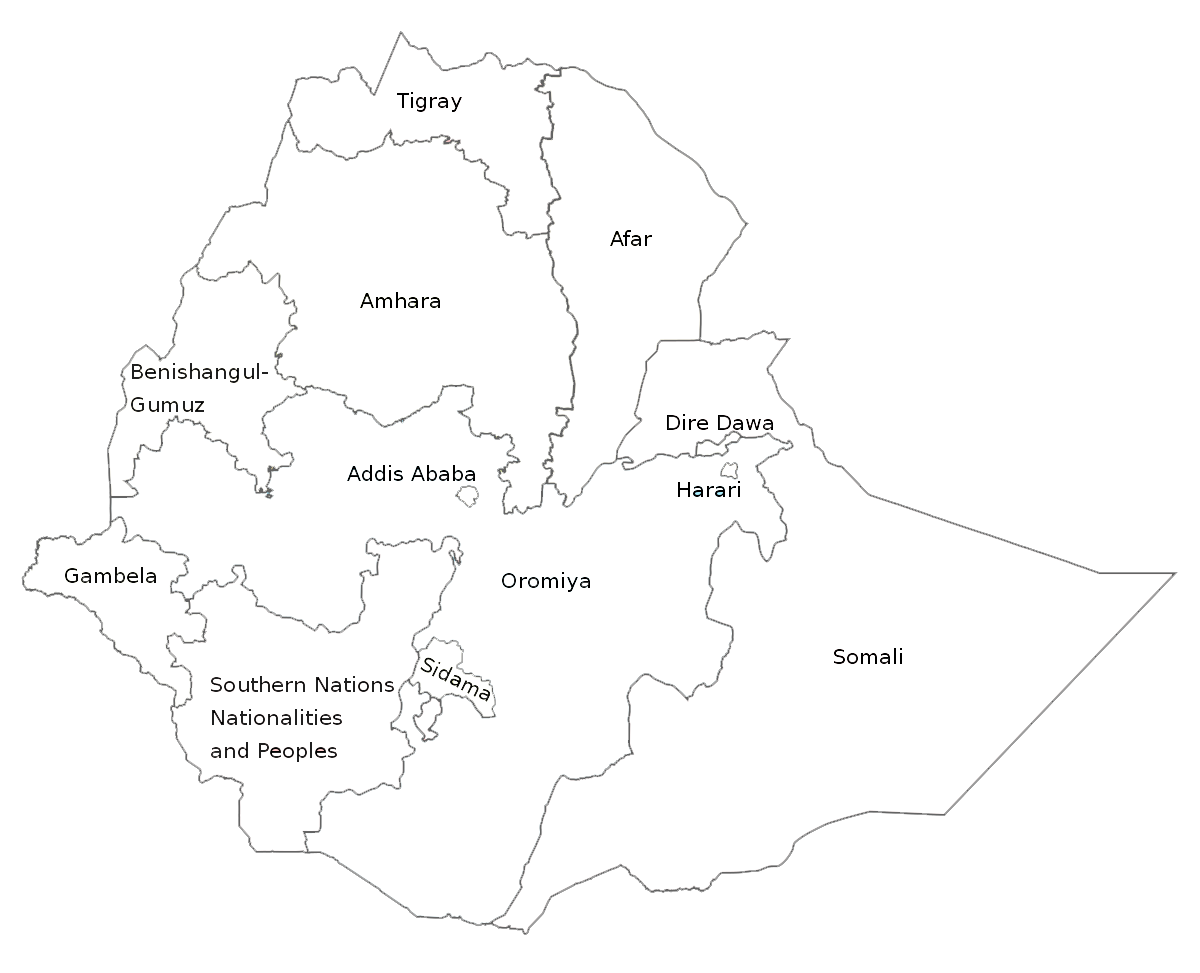 Tigray
Afar
Amhara
Benishangul-
Gumuz
Dire Dawa
Addis Ababa
Harari
Gambela
Oromiya
Somali
Sidama
Southern Nations
Nationalities
and Peoples